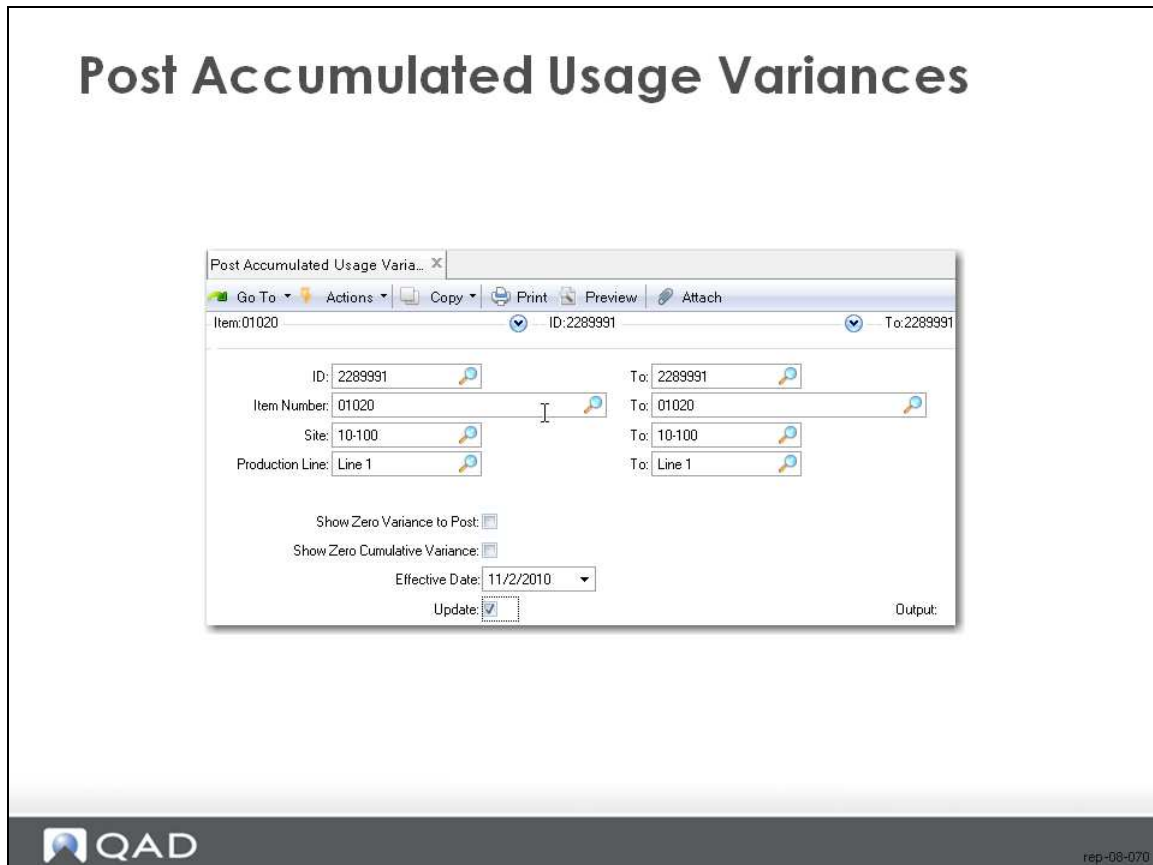 Post Accumulated Usage Variances
Post Accumulated Usage Varia...
Go To Actions Copy Print Preview Attach
Item:01020 ID:2289991 To:2289991
ID: 2289991 To: 2289991
Item Number: 01020 To: 01020
Site: 10-100 To: 10-100
Production Line: Line 1 To: Line 1
Show Zero Variance to Post:
Show Zero Cumulative Variance:
Effective Date: 11/2/2010
Update: Output:
QAD
rep-08-070